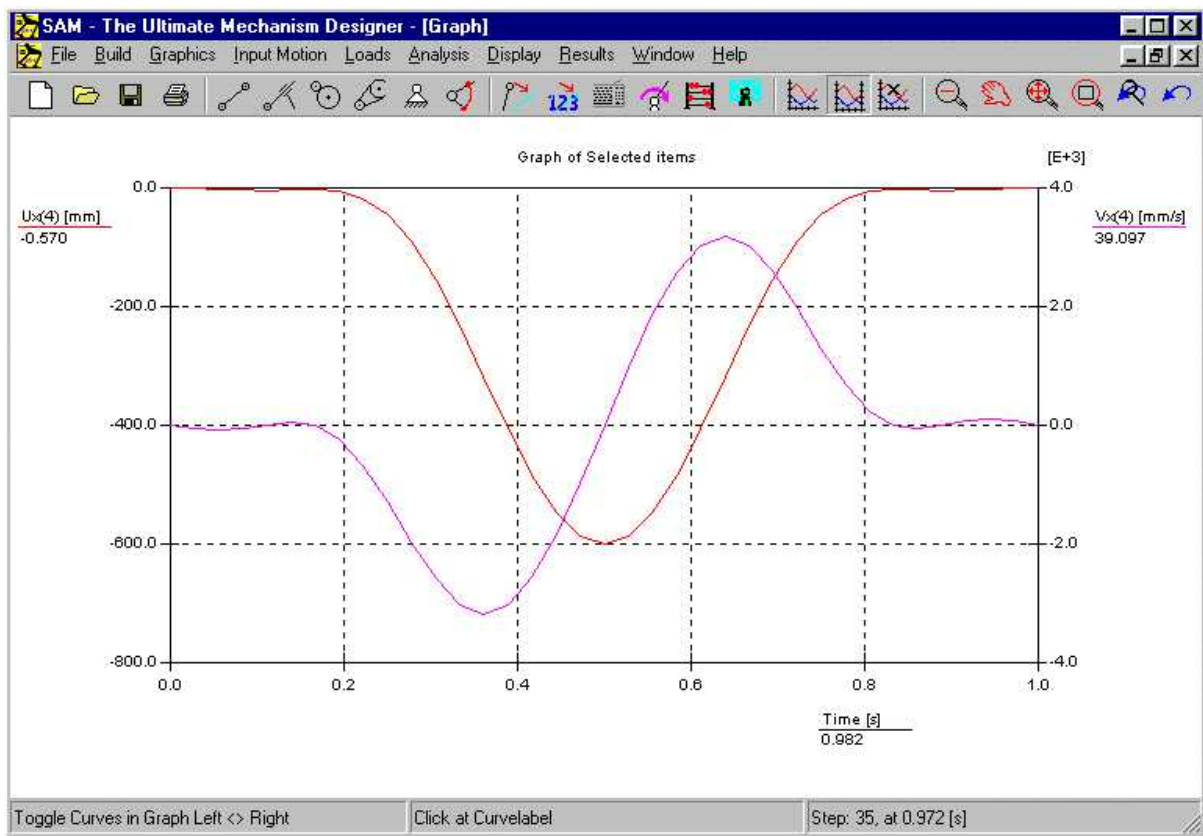 SAM - The Ultimate Mechanism Designer - [Graph]
File Build Graphics Input Motion Loads Analysis Display Results Window Help
123
Graph of Selected items
[E+3]
Ux(4) [mm]
-0.570
0.0
-200.0
-400.0
-600.0
-800.0
4.0
2.0
0.0
-2.0
-4.0
Vx(4) [mm/s]
39.097
0.0 0.2 0.4 0.6 0.8 1.0
Time [s]
0.982
Toggle Curves in Graph Left <> Right
Click at Curvelabel
Step: 35, at 0.972 [s]